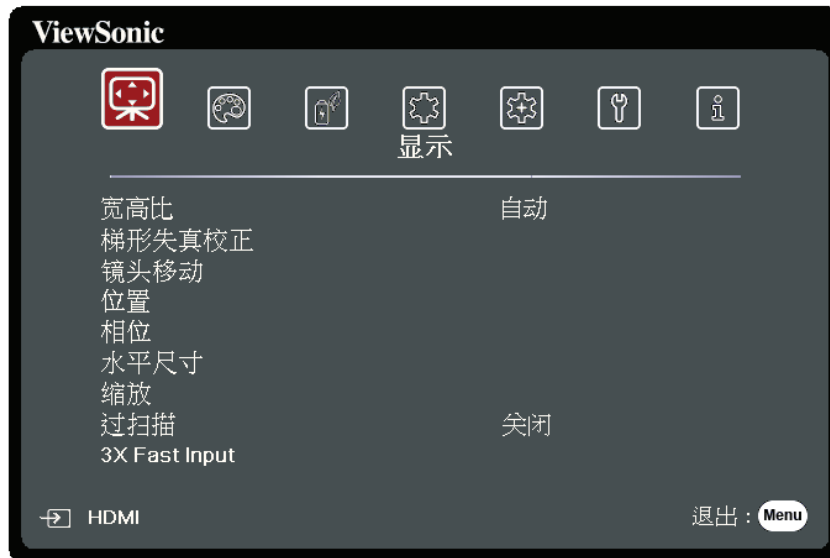 ViewSonic
显示
宽高比 自动
梯形失真校正
镜头移动
位置
相位
水平尺寸
缩放
过扫描 关闭
3X Fast Input
HDMI 退出：Menu